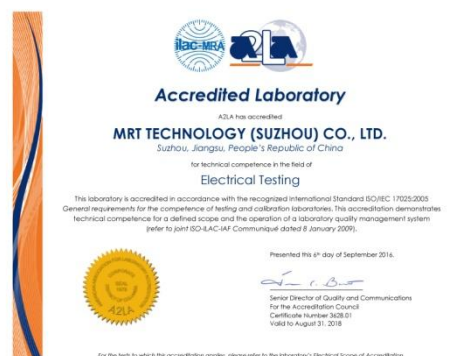 ilac-MRA
A2LA
Accredited Laboratory
A2LA has accredited
MRT TECHNOLOGY (SUZHOU) CO., LTD.
Suzhou, Jiangsu, People's Republic of China
for technical competence in the field of
Electrical Testing
This laboratory is accredited in accordance with the recognized International Standard ISO/IEC 17025:2005
General requirements for the competence of testing and calibration laboratories. This accreditation demonstrates
technical competence for a defined scope and the operation of a laboratory quality management system
(refer to joint ISO-ILAC-IAF Communiqué dated 8 January 2009).
Presented this 6th day of September 2016.
Senior Director of Quality and Communications
For the Accreditation Council
Certificate Number 3628.01
Valid to August 31, 2018
SEAL
A2LA
For the tests to which this accreditation applies, please refer to the laboratory's Electrical Scope of Accreditation.